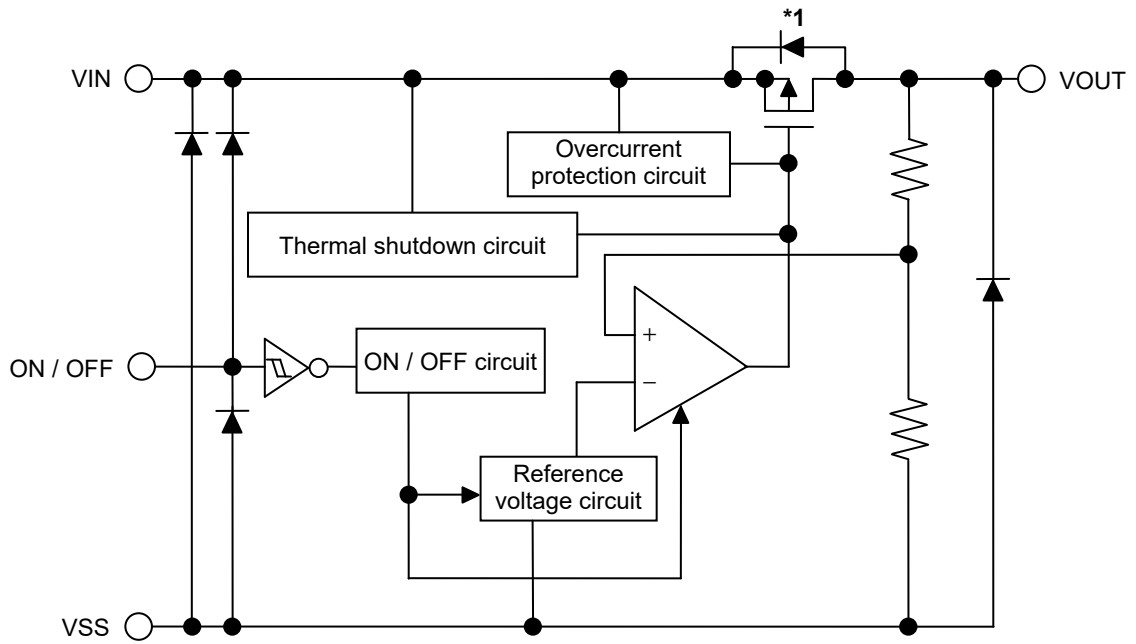 *1
VIN
VOUT
Overcurrent
protection circuit
Thermal shutdown circuit
+
−
ON / OFF
ON / OFF circuit
Reference
voltage circuit
VSS